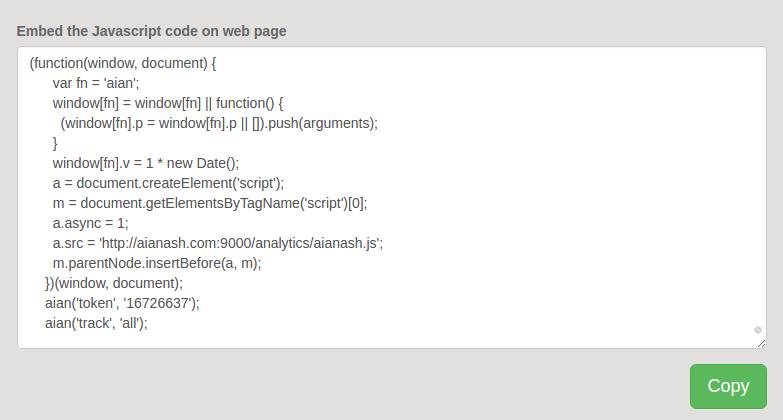 Embed the Javascript code on web page
(function(window, document) {
var fn = 'aian';
window[fn] = window[fn] || function() {
(window[fn].p = window[fn].p || []).push(arguments);
}
window[fn].v = 1 * new Date();
a = document.createElement('script');
m = document.getElementsByTagName('script')[0];
a.async = 1;
a.src = 'http://aianash.com:9000/analytics/aianash.js';
m.parentNode.insertBefore(a, m);
})(window, document);
aian('token', '16726637');
aian('track', 'all');
Copy